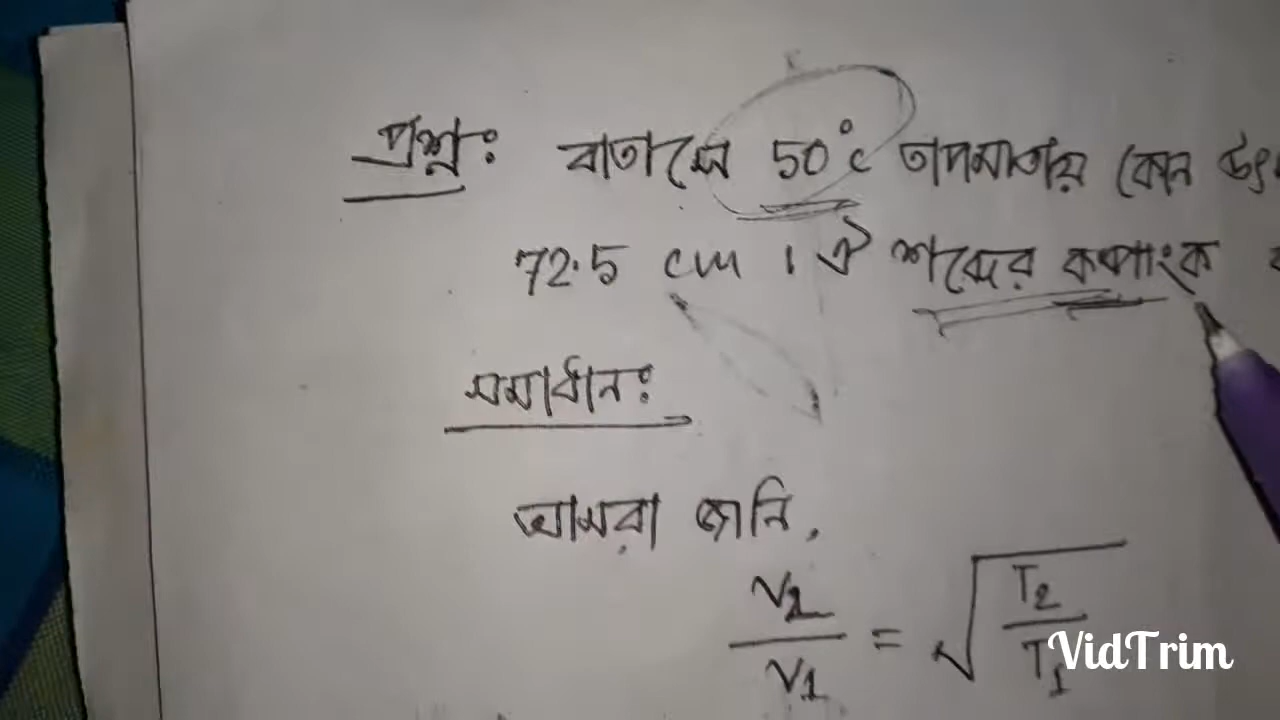 প্রশ্নঃ বাতাসে 50°c তাপমাত্রায় কোন
72.5 cm । ঐ শব্দের কম্পাংক
সমাধানঃ
আমরা জানি,
V2/V1 = √(T2/T1)
VidTrim